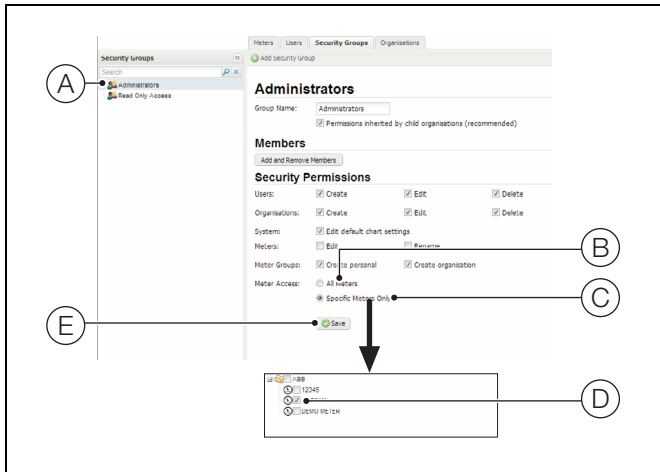 Meters Users Security Groups Organisations
Security Groups
Add Security Group
Search
Administrators
Read Only Access
Administrators
Group Name: Administrators
Permissions inherited by child organisations (recommended)
Members
Add and Remove Members
Security Permissions
Users: Create Edit Delete
Organisations: Create Edit Delete
System: Edit default chart settings
Meters: Edit Rename
Meter Groups: Create personal Create organisation
Meter Access: All Meters
Specific Meters Only
Save
ABB
12345
DEMO METER
A
B
C
D
E